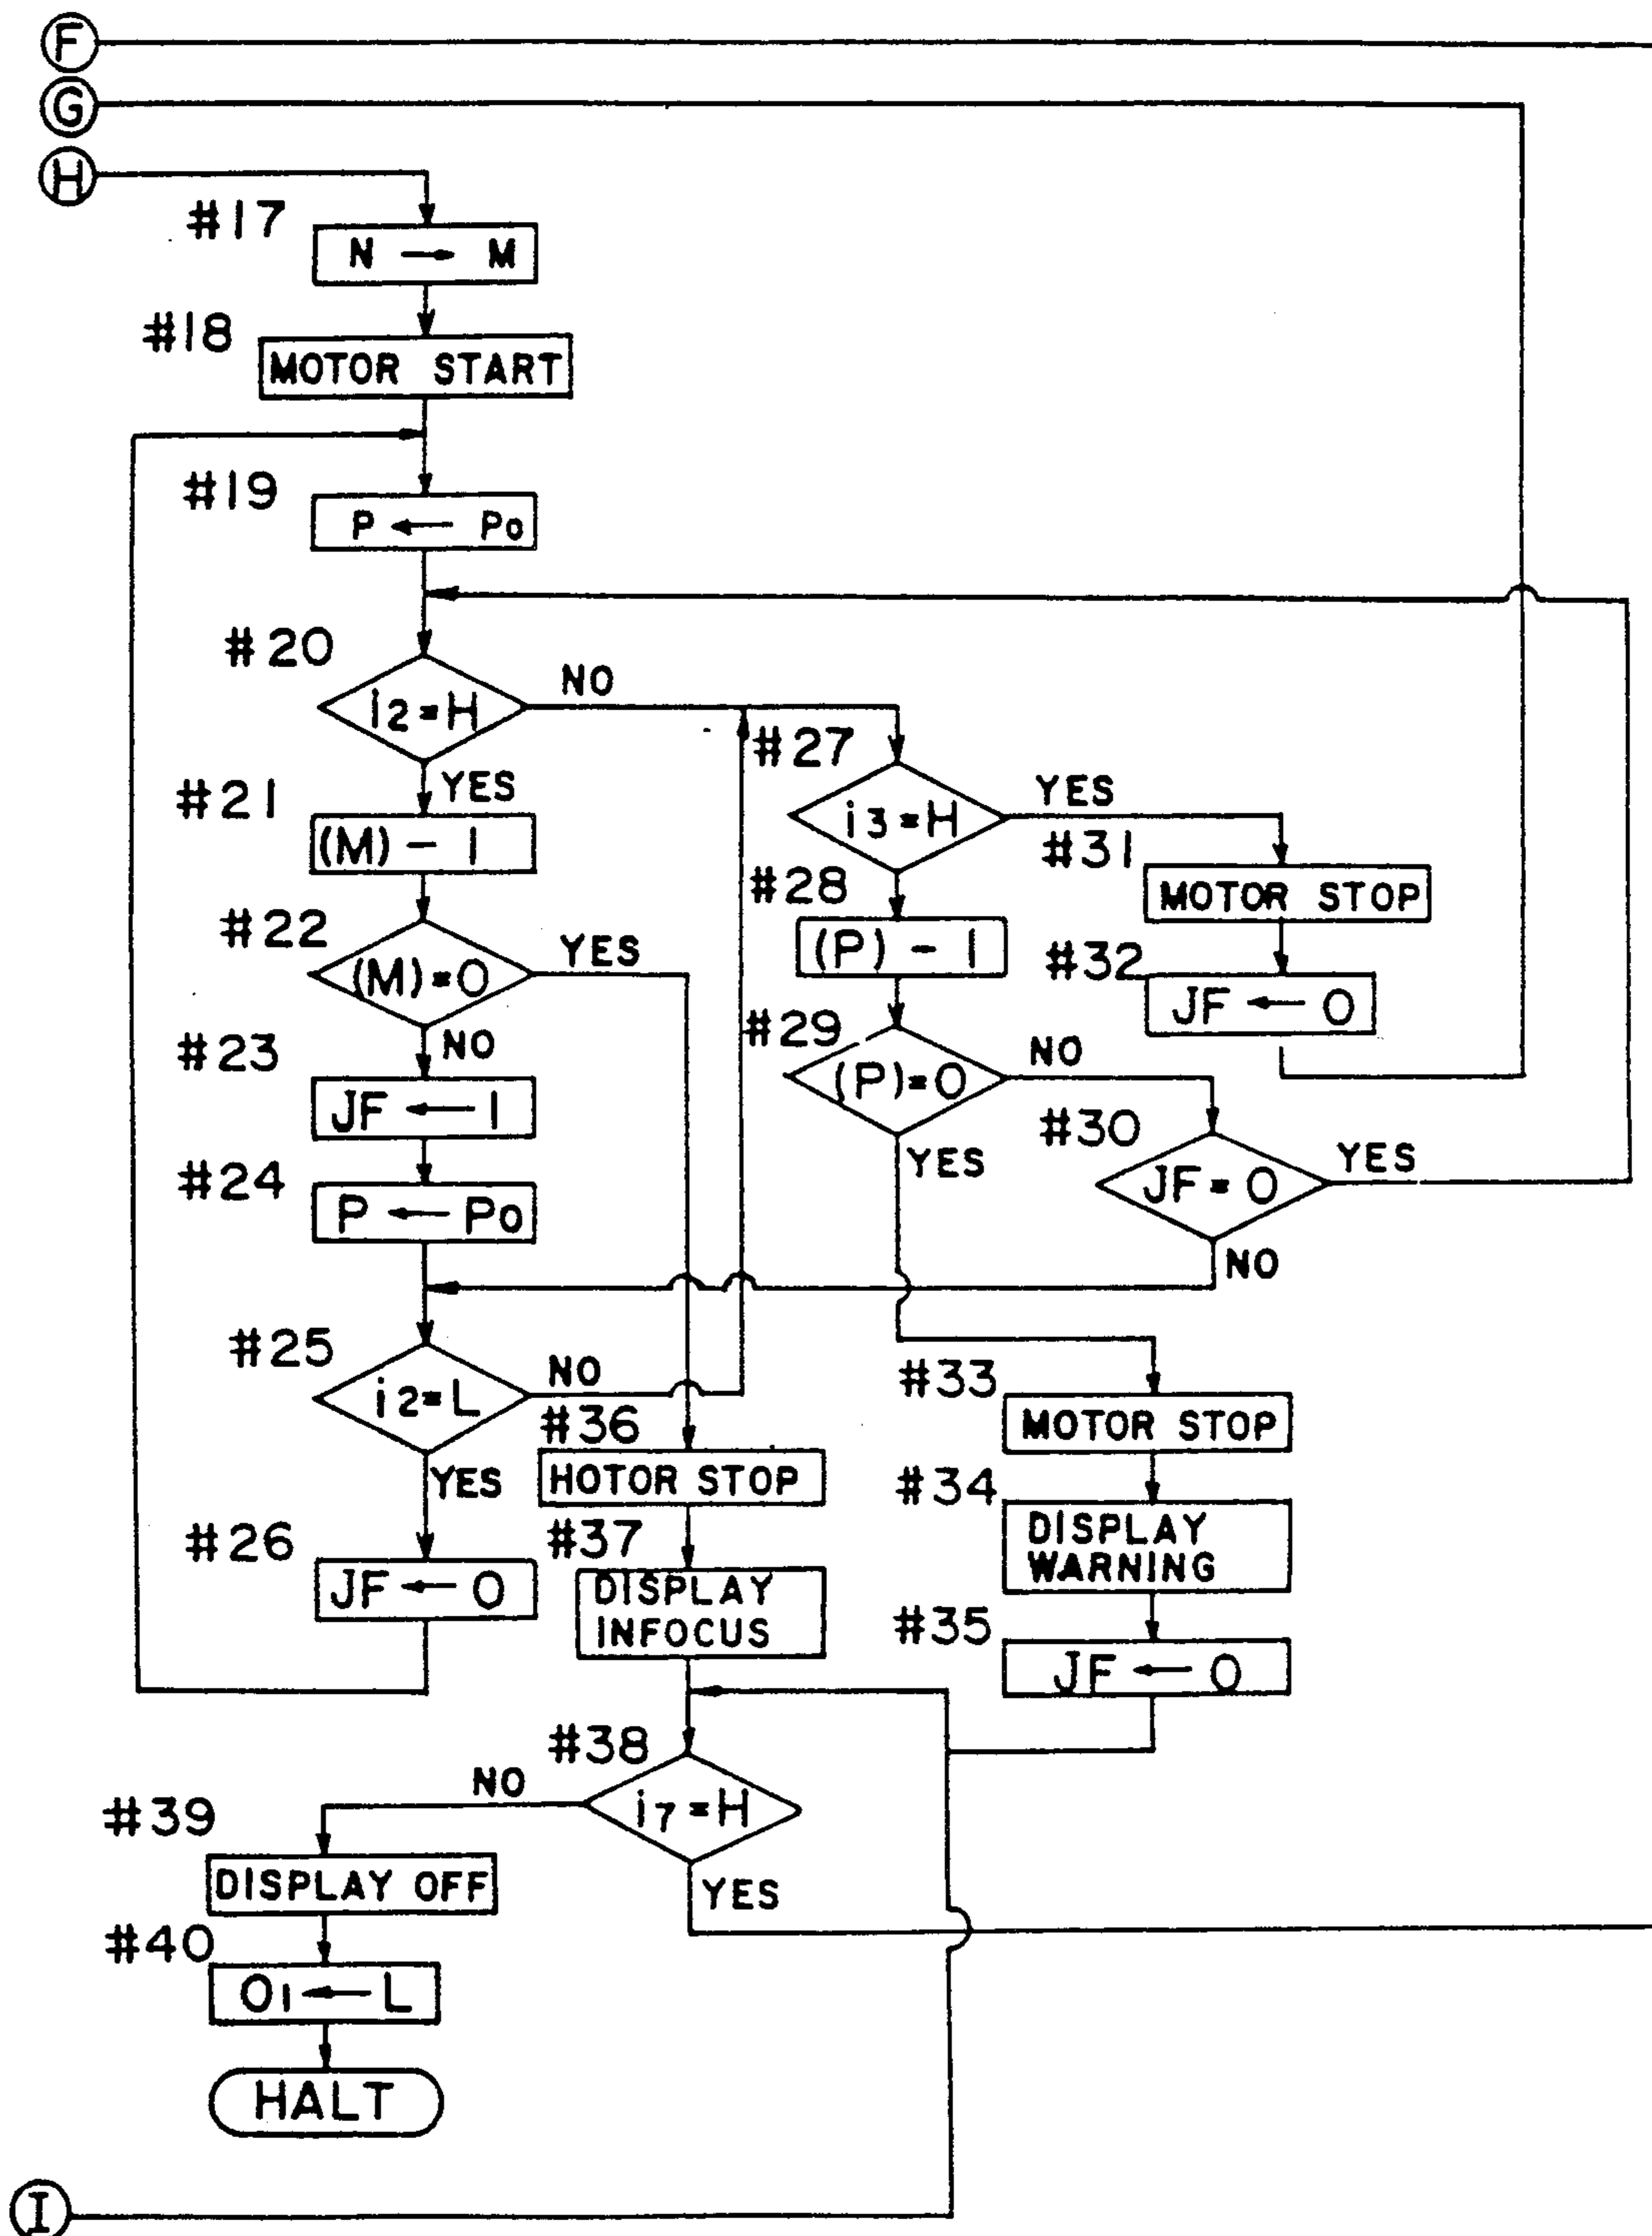 F
G
H
#17
N → M
#18
MOTOR START
#19
P ← Po
#20
i2=H
NO
YES
#21
(M) - 1
#22
(M)=0
YES
NO
#23
JF ← 1
#24
P ← Po
#25
i2=L
NO
YES
#26
JF ← 0
#27
i3=H
YES
#28
(P) - 1
#29
(P)=0
NO
YES
#30
JF=0
YES
NO
#31
MOTOR STOP
#32
JF ← 0
#33
MOTOR STOP
#34
DISPLAY
WARNING
#35
JF ← 0
#36
HOTOR STOP
#37
DISPLAY
INFOCUS
#38
i7=H
NO
YES
#39
DISPLAY OFF
#40
O1 ← L
HALT
I